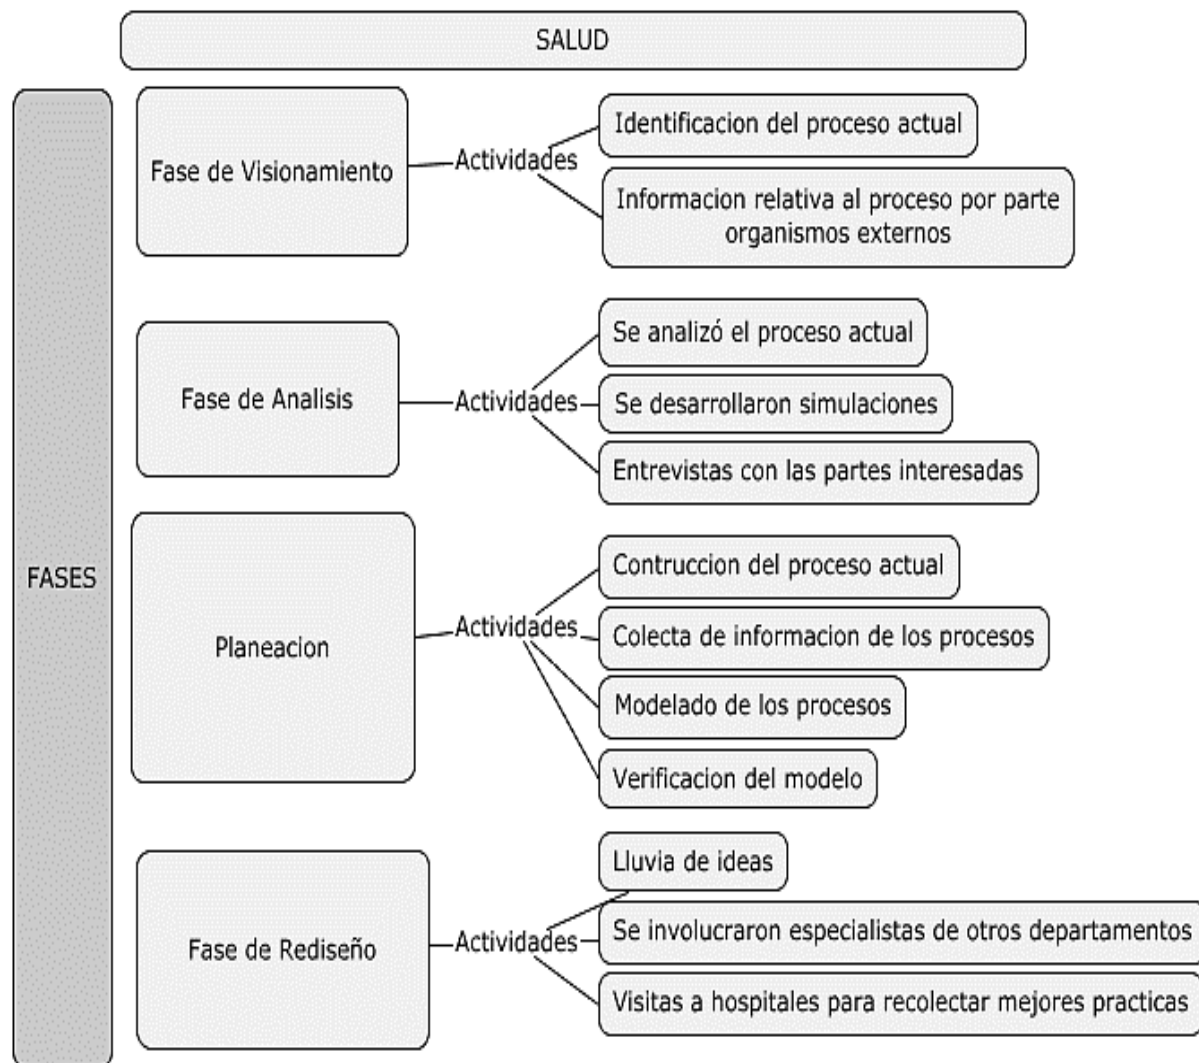 SALUD
FASES
Fase de Visionamiento
Actividades
Identificacion del proceso actual
Informacion relativa al proceso por parte
organismos externos
Fase de Analisis
Actividades
Se analizó el proceso actual
Se desarrollaron simulaciones
Entrevistas con las partes interesadas
Planeacion
Actividades
Contruccion del proceso actual
Colecta de informacion de los procesos
Modelado de los procesos
Verificacion del modelo
Fase de Rediseño
Actividades
Lluvia de ideas
Se involucraron especialistas de otros departamentos
Visitas a hospitales para recolectar mejores practicas